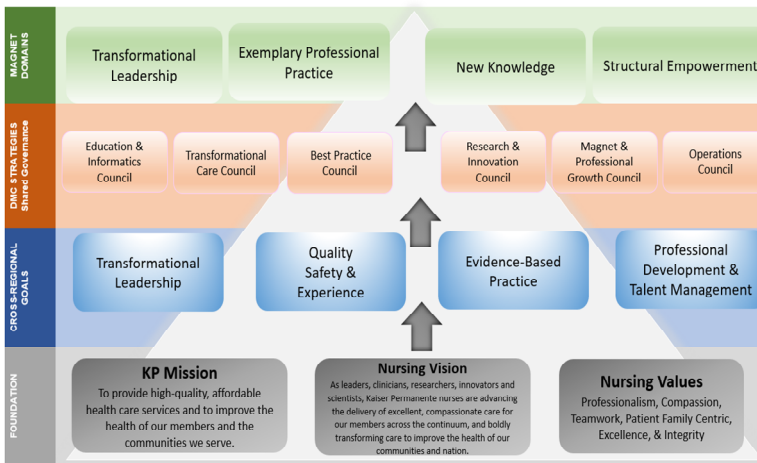 MAGNET
DOMAINS
Transformational
Leadership
Exemplary Professional
Practice
New Knowledge
Structural Empowerment
DMC STRATEGIES
Shared Governance
Education &
Informatics
Council
Transformational
Care Council
Best Practice
Council
Research &
Innovation
Council
Magnet &
Professional
Growth Council
Operations
Council
CROSS-REGIONAL
GOALS
Transformational
Leadership
Quality
Safety &
Experience
Evidence-Based
Practice
Professional
Development &
Talent Management
FOUNDATION
KP Mission
To provide high-quality, affordable
health care services and to improve the
health of our members and the
communities we serve.
Nursing Vision
As leaders, clinicians, researchers, innovators and
scientists, Kaiser Permanente nurses are advancing
the delivery of excellent, compassionate care for
our members across the continuum, and boldly
transforming care to improve the health of our
communities and nation.
Nursing Values
Professionalism, Compassion,
Teamwork, Patient Family Centric,
Excellence, & Integrity